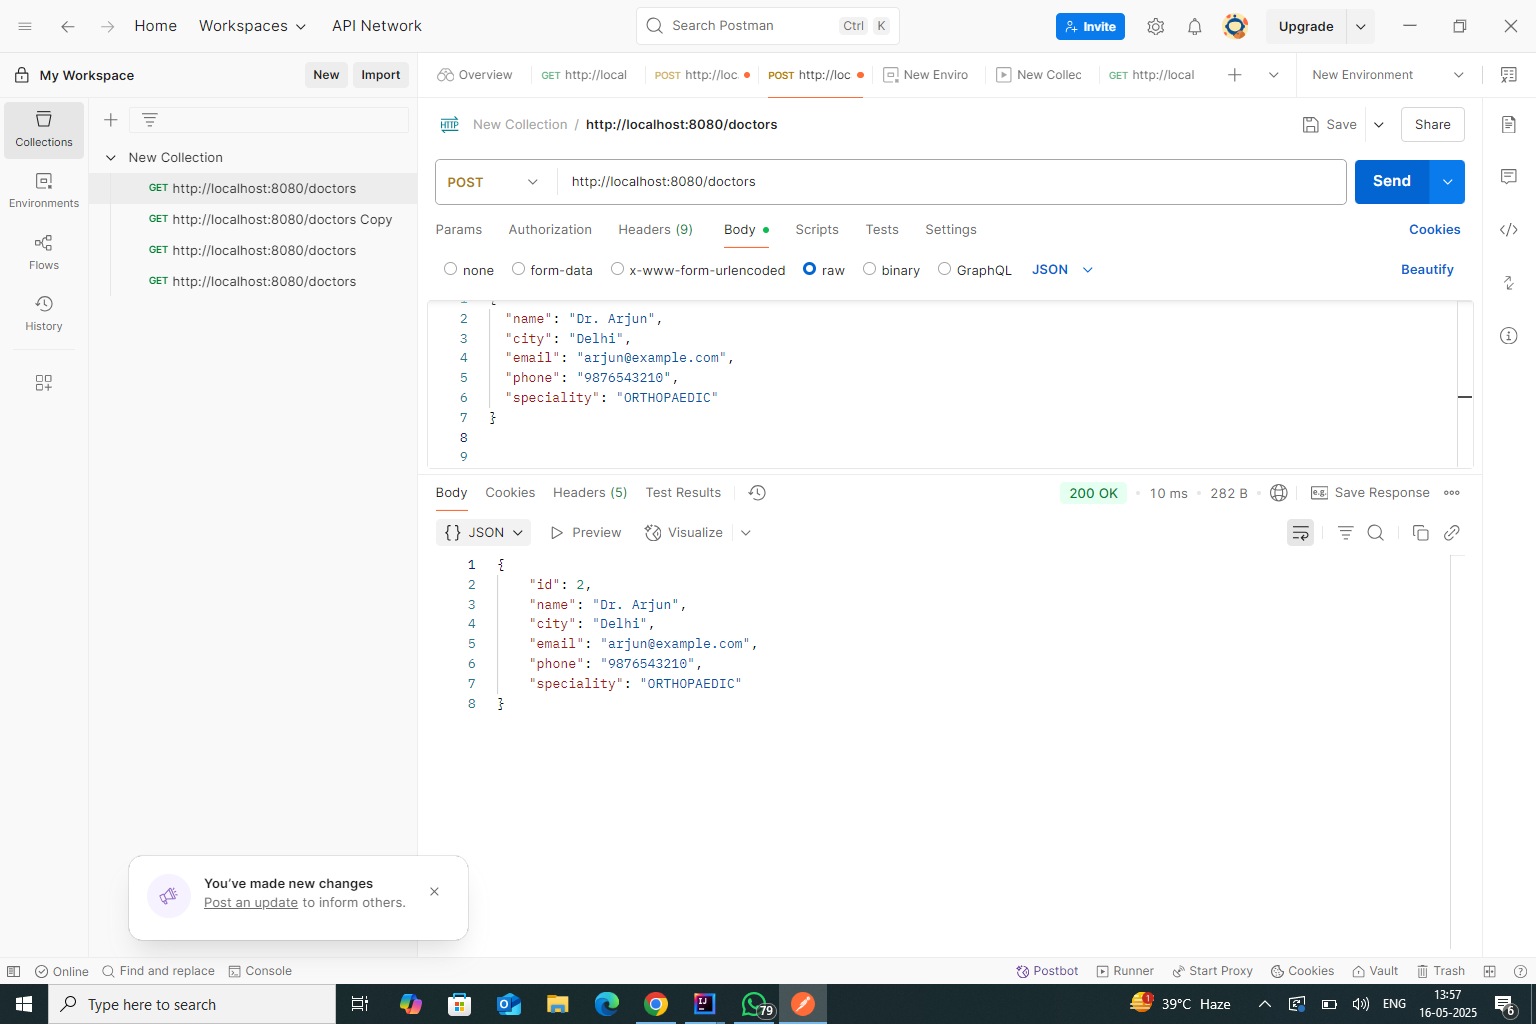 Home Workspaces API Network Search Postman Ctrl K Invite Upgrade
My Workspace New Import Overview GET http://local POST http://loc POST http://loc New Enviro New Collec GET http://local New Environment
Collections
Environments
Flows
History
New Collection
GET http://localhost:8080/doctors
GET http://localhost:8080/doctors Copy
GET http://localhost:8080/doctors
GET http://localhost:8080/doctors
HTTP New Collection / http://localhost:8080/doctors Save Share
POST http://localhost:8080/doctors Send
Params Authorization Headers (9) Body Scripts Tests Settings Cookies
none form-data x-www-form-urlencoded raw binary GraphQL JSON Beautify
1 {
2 "name": "Dr. Arjun",
3 "city": "Delhi",
4 "email": "arjun@example.com",
5 "phone": "9876543210",
6 "speciality": "ORTHOPAEDIC"
7 }
8
9
Body Cookies Headers (5) Test Results 200 OK • 10 ms • 282 B • e.g. Save Response
{} JSON Preview Visualize
1 {
2 "id": 2,
3 "name": "Dr. Arjun",
4 "city": "Delhi",
5 "email": "arjun@example.com",
6 "phone": "9876543210",
7 "speciality": "ORTHOPAEDIC"
8 }
You've made new changes
Post an update to inform others.
Online Find and replace Console Postbot Runner Start Proxy Cookies Vault Trash
Type here to search 79 1 39°C Haze ENG 13:57
16-05-2025 6